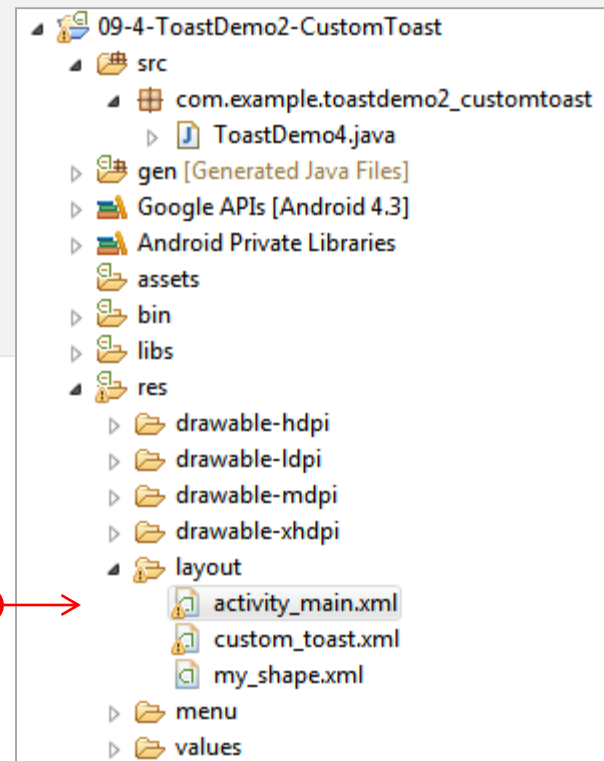 09-4-ToastDemo2-CustomToast
src
com.example.toastdemo2_customtoast
ToastDemo4.java
gen [Generated Java Files]
Google APIs [Android 4.3]
Android Private Libraries
assets
bin
libs
res
drawable-hdpi
drawable-ldpi
drawable-mdpi
drawable-xhdpi
layout
activity_main.xml
custom_toast.xml
my_shape.xml
menu
values